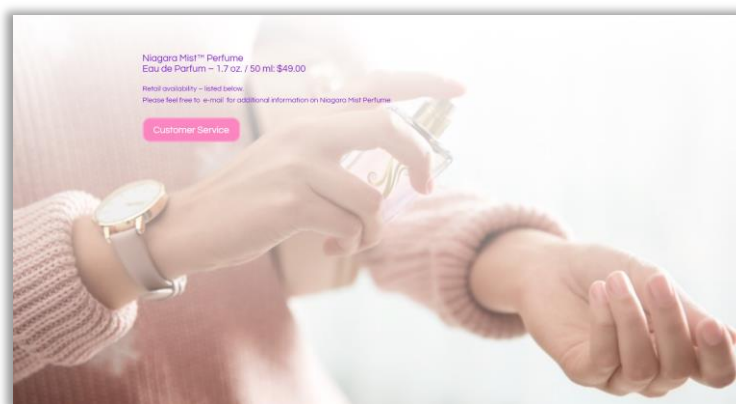 Niagara Mist™ Perfume
Eau de Parfum – 1.7 oz. / 50 ml: $49.00
Retail availability – listed below.
Please feel free to e-mail for additional information on Niagara Mist Perfume.
Customer Service